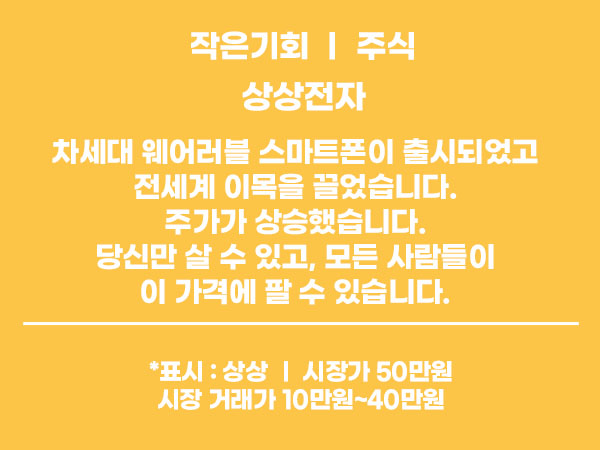 작은기회 ㅣ 주식
상상전자
차세대 웨어러블 스마트폰이 출시되었고
전세계 이목을 끌었습니다.
주가가 상승했습니다.
당신만 살 수 있고, 모든 사람들이
이 가격에 팔 수 있습니다.
*표시 : 상상 ㅣ 시장가 50만원
시장 거래가 10만원~40만원